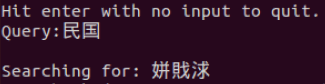 Hit enter with no input to quit.
Query:民国
Searching for: 姘戝浗